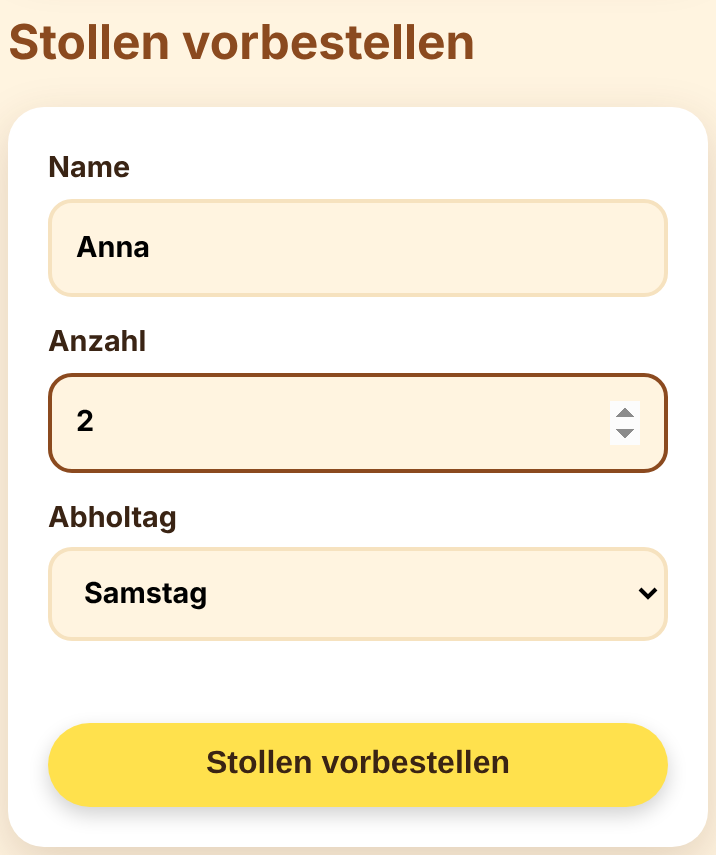 Stollen vorbestellen
Name
Anna
Anzahl
2
Abholtag
Samstag
Stollen vorbestellen